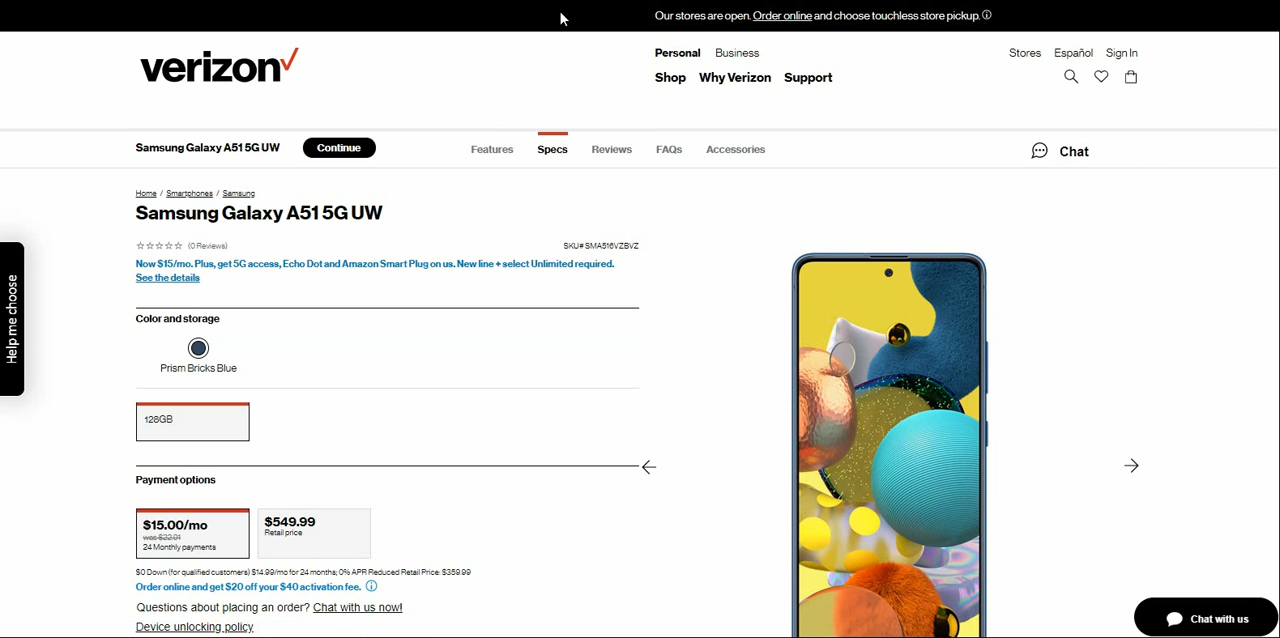 Our stores are open. Order online and choose touchless store pickup.
verizon
Personal Business
Stores Español Sign In
Shop Why Verizon Support
Samsung Galaxy A51 5G UW Continue Features Specs Reviews FAQs Accessories Chat
Home / Smartphones / Samsung
Samsung Galaxy A51 5G UW
(0 Reviews) SKU# SMA516VZBVZ
Now $15/mo. Plus, get 5G access, Echo Dot and Amazon Smart Plug on us. New line + select Unlimited required.
See the details
Help me choose
Color and storage
Prism Bricks Blue
128GB
Payment options
$15.00/mo
was $22.91
24 Monthly payments
$549.99
Retail price
$0 Down (for qualified customers) $14.99/mo for 24 months; 0% APR Reduced Retail Price: $359.99
Order online and get $20 off your $40 activation fee.
Questions about placing an order? Chat with us now!
Device unlocking policy
Chat with us